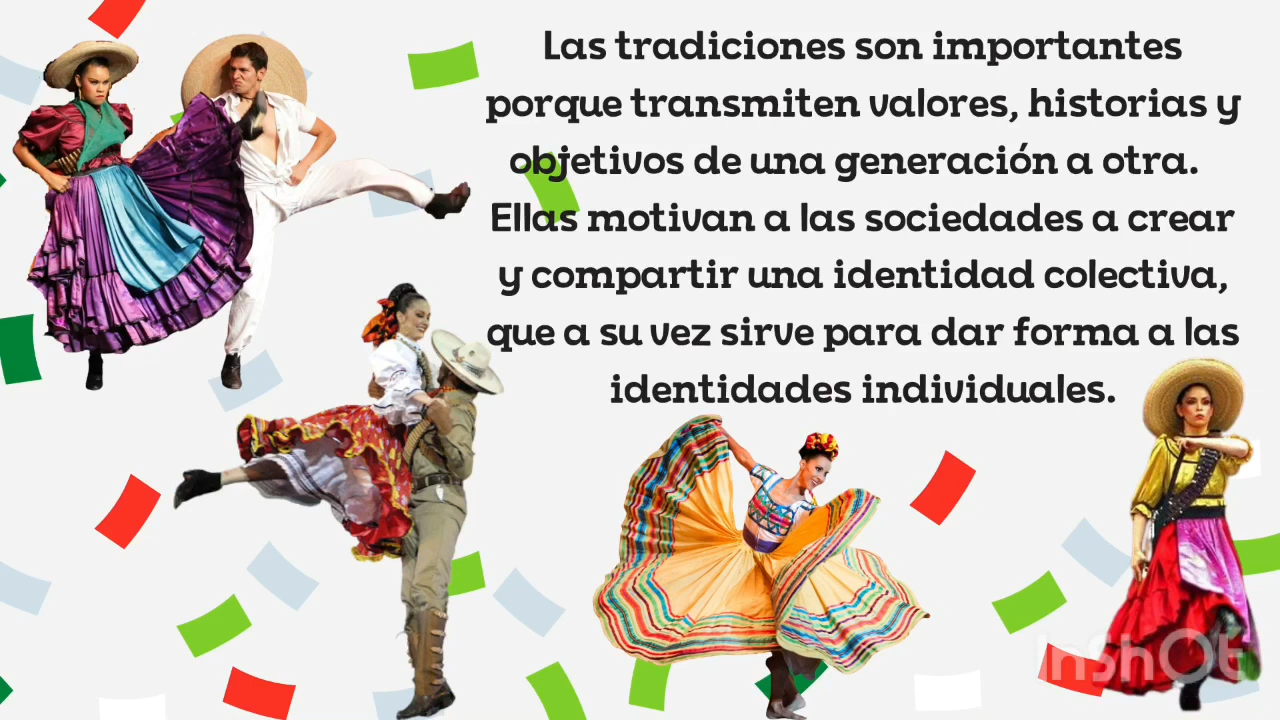 Las tradiciones son importantes
porque transmiten valores, historias y
objetivos de una generación a otra.
Ellas motivan a las sociedades a crear
y compartir una identidad colectiva,
que a su vez sirve para dar forma a las
identidades individuales.
InShOt